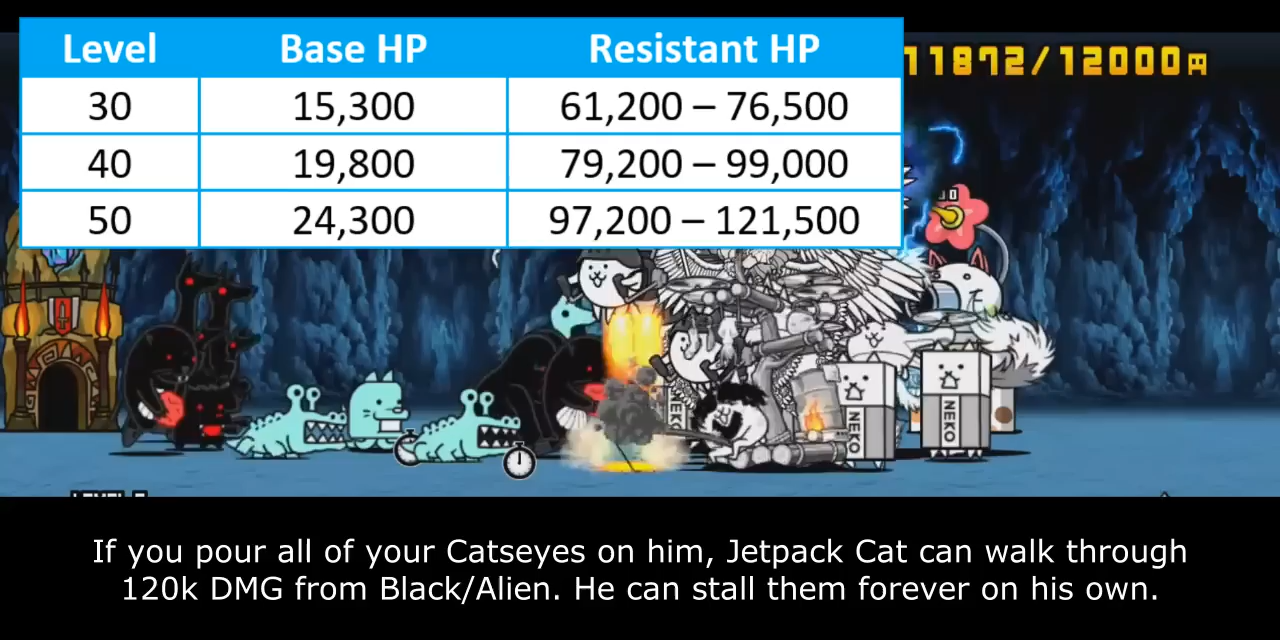 Level Base HP Resistant HP
30 15,300 61,200 – 76,500
40 19,800 79,200 – 99,000
50 24,300 97,200 – 121,500
11872/12000円
NEKO
NEKO
NEKO
If you pour all of your Catseyes on him, Jetpack Cat can walk through
120k DMG from Black/Alien. He can stall them forever on his own.